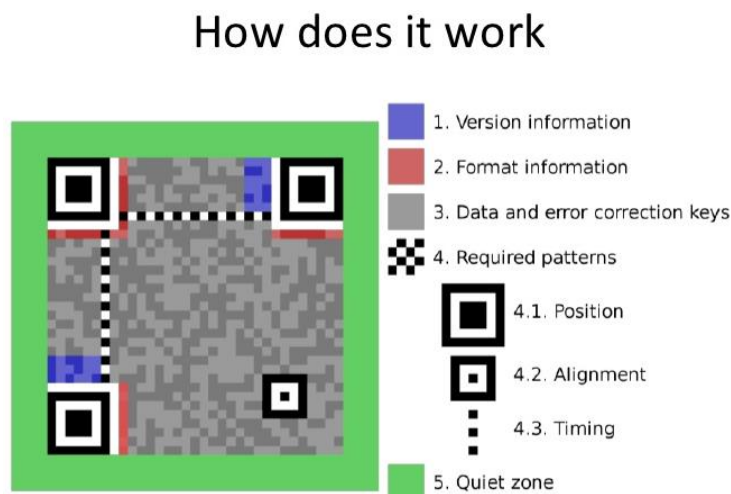 How does it work
1. Version information
2. Format information
3. Data and error correction keys
4. Required patterns
4.1. Position
4.2. Alignment
4.3. Timing
5. Quiet zone